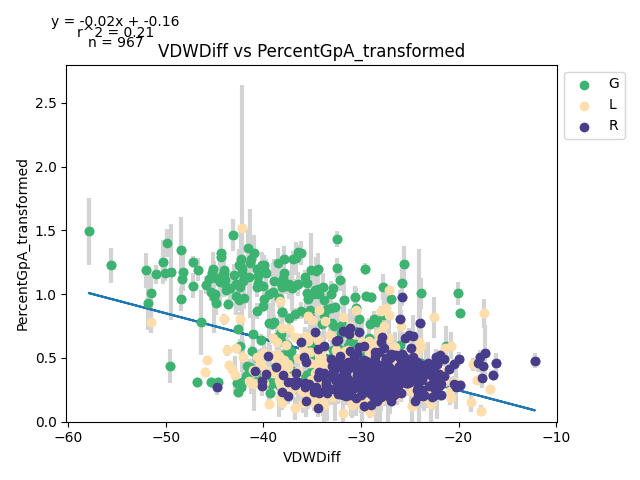 y = -0.02x + -0.16
r^2 = 0.21
n = 967
VDWDiff vs PercentGpA_transformed
G
L
R
PercentGpA_transformed
2.5
2.0
1.5
1.0
0.5
0.0
−60
−50
−40
−30
−20
−10
VDWDiff